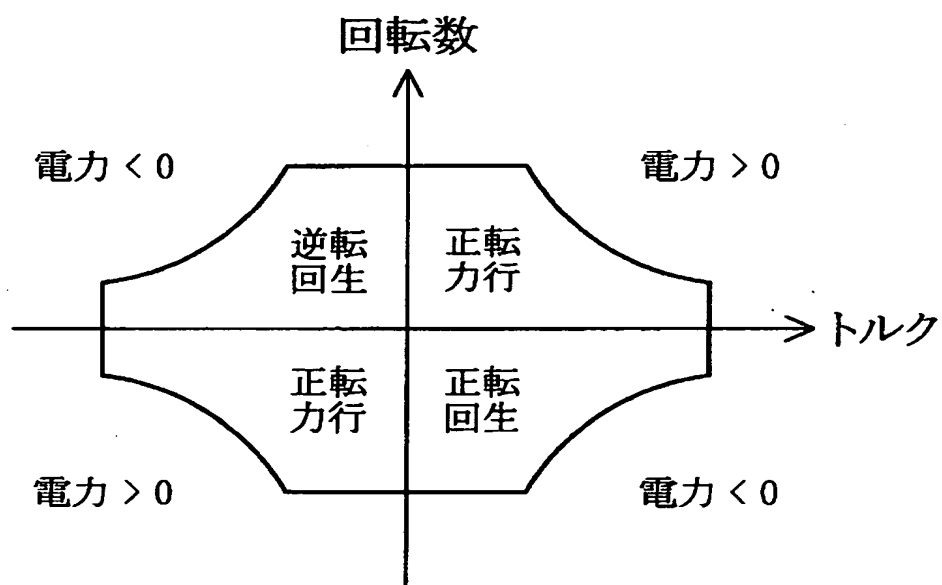 回転数
電力 < 0
電力 > 0
逆転
回生
正転
力行
トルク
正転
力行
正転
回生
電力 > 0
電力 < 0